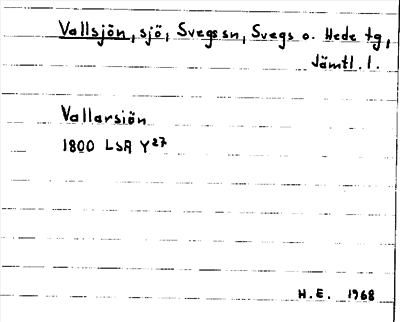 Vallsjön, sjö, Svegs sn, Svegs o. Hede tg,
Jämtl. l.
Vallarsiön
1800 LSA Y27
H.E. 1968